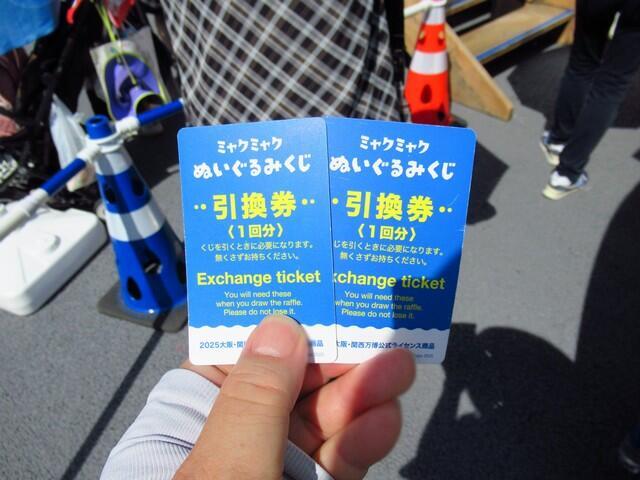 ミャクミャク
ぬいぐるみくじ
引換券
〈1回分〉
くじを引くときに必要になります。
無くさずお持ちください。
Exchange ticket
You will need these
when you draw the raffle.
Please do not lose it.
2025大阪・関 商品
ミャクミャク
ぬいぐるみくじ
引換券
〈1回分〉
じを引くときに必要になります。
無くさずお持ちください。
xchange ticket
You will need these
when you draw the raffle.
Please do not lose it.
大阪・関西万博公式ライセンス商品